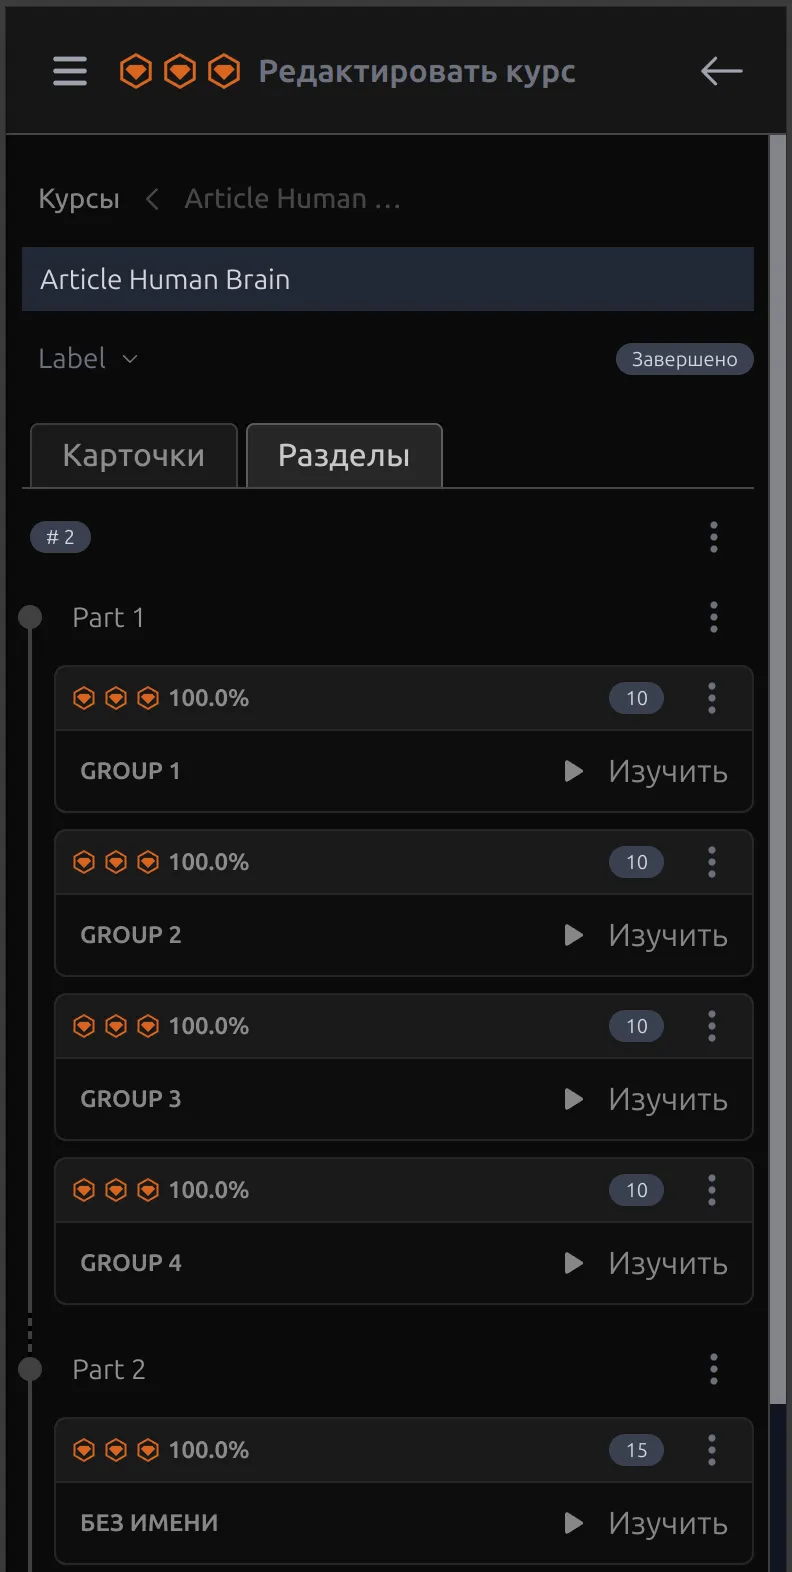 Редактировать курс
Курсы Article Human ...
Article Human Brain
Label Завершено
Карточки Разделы
# 2
Part 1
100.0% 10
GROUP 1 Изучить
100.0% 10
GROUP 2 Изучить
100.0% 10
GROUP 3 Изучить
100.0% 10
GROUP 4 Изучить
Part 2
100.0% 15
БЕЗ ИМЕНИ Изучить